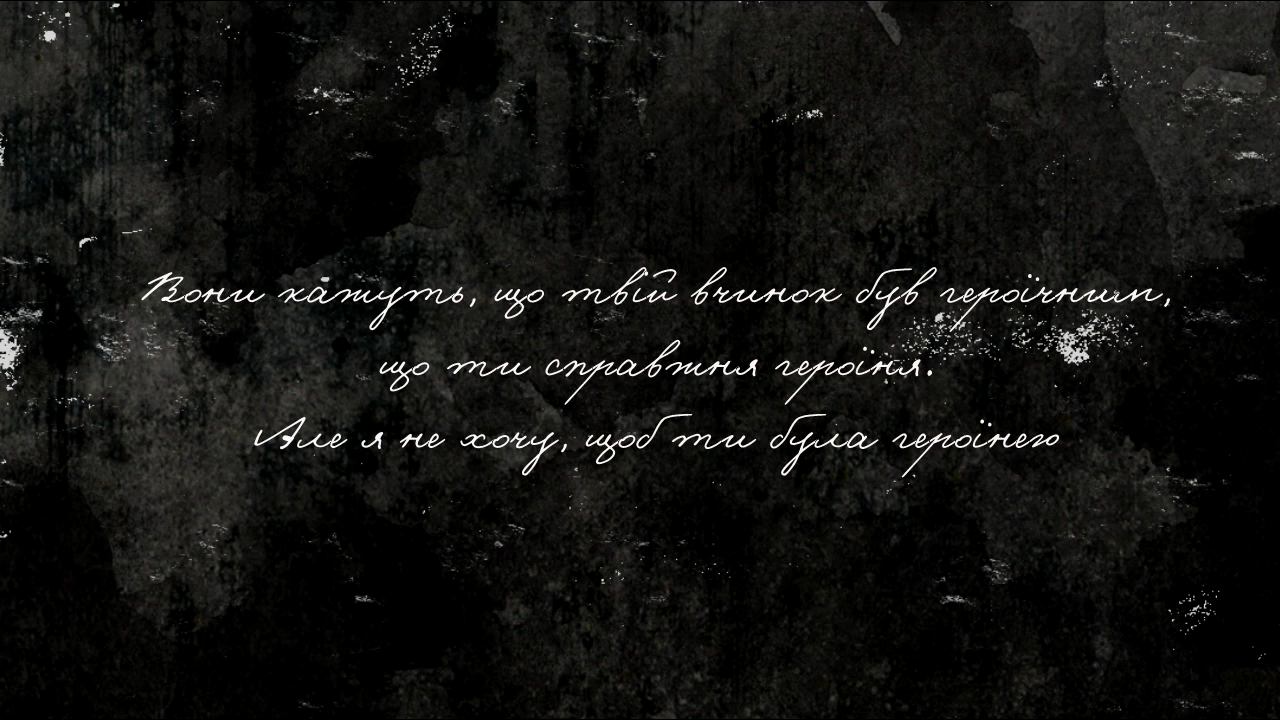 Вони кажуть, що твій вчинок був героїчним,
що ти справжня героїня.
Але я не хочу, щоб ти була героїнею